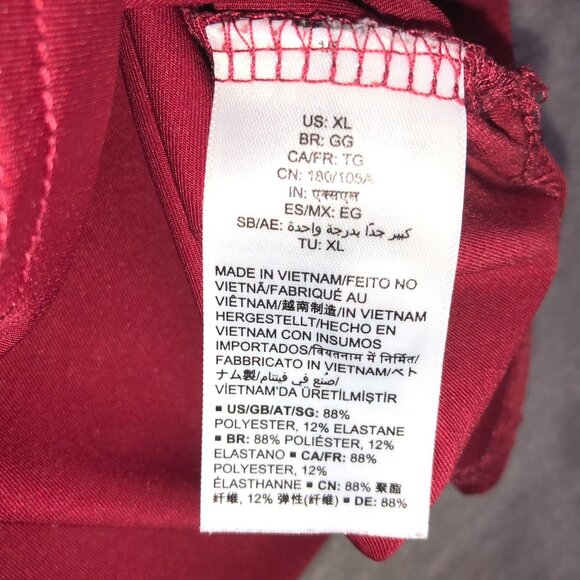 US: XL
BR: GG
CA/FR: TG
CN: 180/105A
IN: एक्सएल
ES/MX: EG
SB/AE: كبير جدًا بدرجة واحدة
TU: XL
MADE IN VIETNAM/FEITO NO
VIETNÃ/FABRIQUÉ AU
VIÊTNAM/越南制造/IN VIETNAM
HERGESTELLT/HECHO EN
VIETNAM CON INSUMOS
IMPORTADOS/वियतनाम में निर्मित/
FABBRICATO IN VIETNAM/ベト
ナム製/صُنع في فيتنام/
VIETNAM'DA ÜRETİLMİŞTİR
■ US/GB/AT/SG: 88%
POLYESTER, 12% ELASTANE
■ BR: 88% POLIÉSTER, 12%
ELASTANO ■ CA/FR: 88%
POLYESTER, 12%
ÉLASTHANNE ■ CN: 88% 聚酯
纤维, 12% 弹性(纤维) ■ DE: 88%